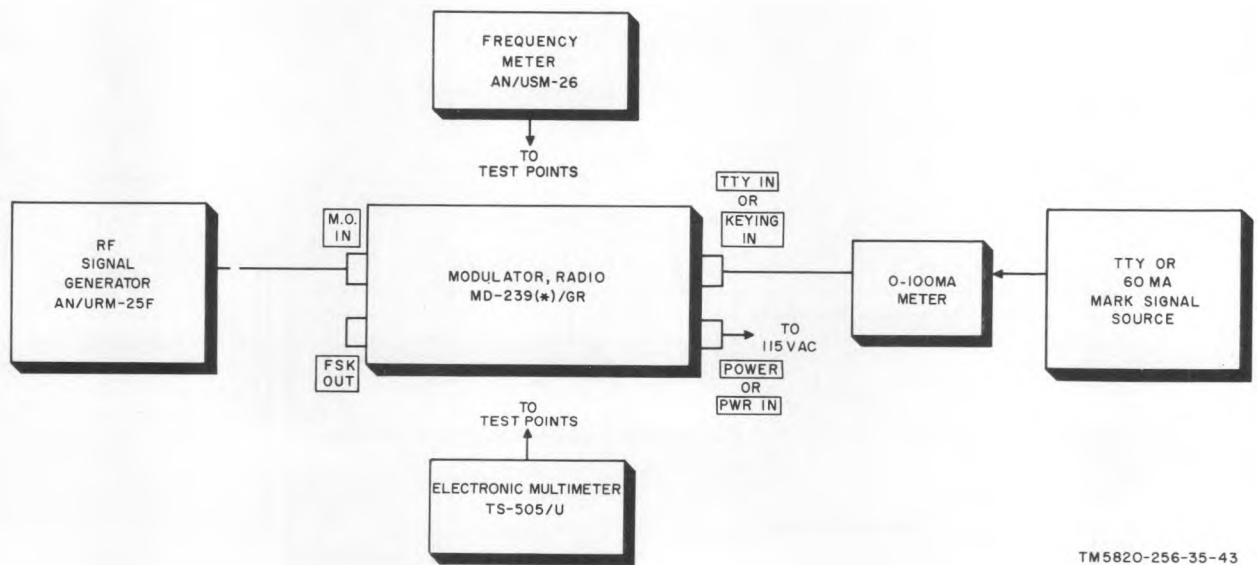 FREQUENCY
METER
AN/USM-26
TO
TEST POINTS
RF
SIGNAL
GENERATOR
AN/URM-25F
M.O.
IN
FSK
OUT
MODULATOR, RADIO
MD-239(*)/GR
TTY IN
OR
KEYING
IN
TO
115 VAC
POWER
OR
PWR IN
0-100MA
METER
TTY OR
60 MA
MARK SIGNAL
SOURCE
TO
TEST POINTS
ELECTRONIC MULTIMETER
TS-505/U
TM5820-256-35-43